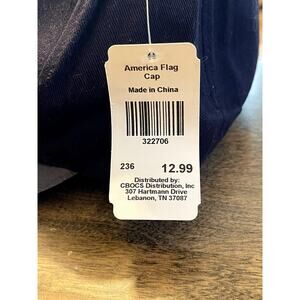 America Flag
Cap
Made in China
322706
236 12.99
Distributed by:
CBOCS Distribution, Inc
307 Hartmann Drive
Lebanon, TN 37087